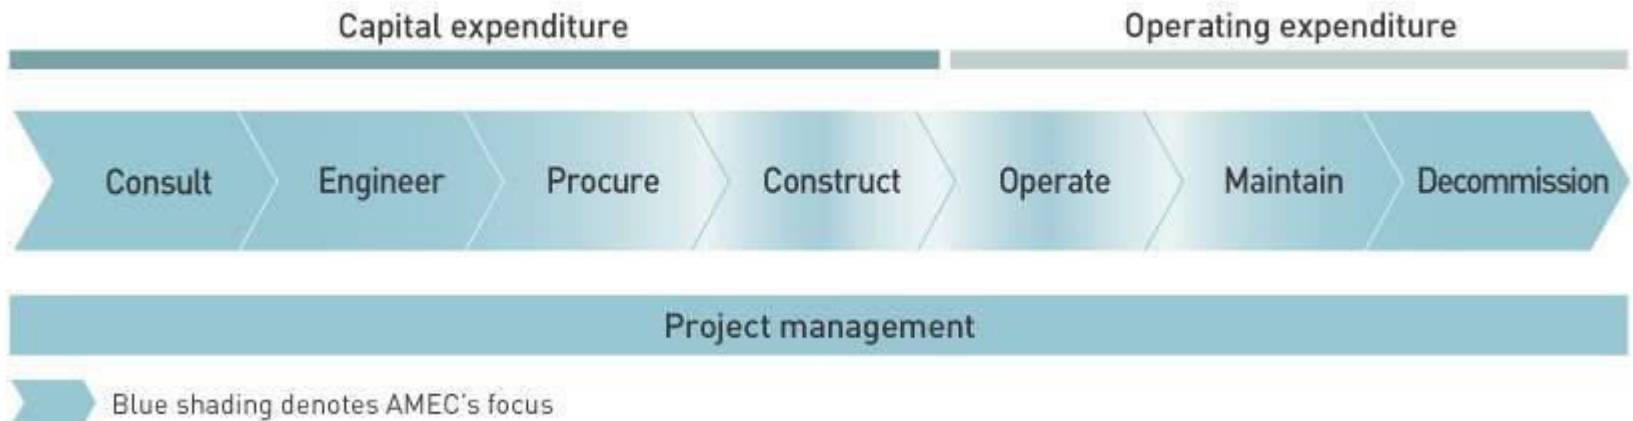 Capital expenditure
Operating expenditure
Consult
Engineer
Procure
Construct
Operate
Maintain
Decommission
Project management
Blue shading denotes AMEC's focus